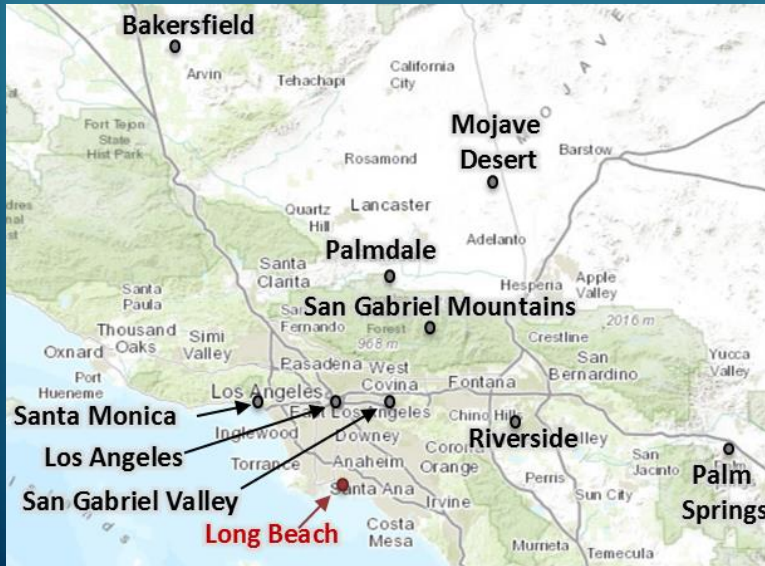 Bakersfield
Arvin
Tehachapi
California
City
MOJAVE
Fort Tejon
State
Hist Park
Mojave
Desert
Barstow
Rosamond
Quartz
Hill
Lancaster
Adelanto
Palmdale
Santa
Clarita
Hesperia
Apple
Valley
Santa
Paula
San
Fernando
San Gabriel Mountains
Forest
968 m
2016 m
Crestline
Thousand
Oaks
Simi
Valley
Oxnard
Port
Hueneme
Pasadena
West
Covina
Fontana
San
Bernardino
Yucca
Valley
Los Angeles
East Los Angeles
Santa Monica
Inglewood
Downey
Chino Hills
Riverside
Valley
Los Angeles
Torrance
Anaheim
Orange
San
Jacinto
Palm
Springs
San Gabriel Valley
Santa Ana
Irvine
Perris
Sun City
Long Beach
Costa
Mesa
Murrieta
Temecula